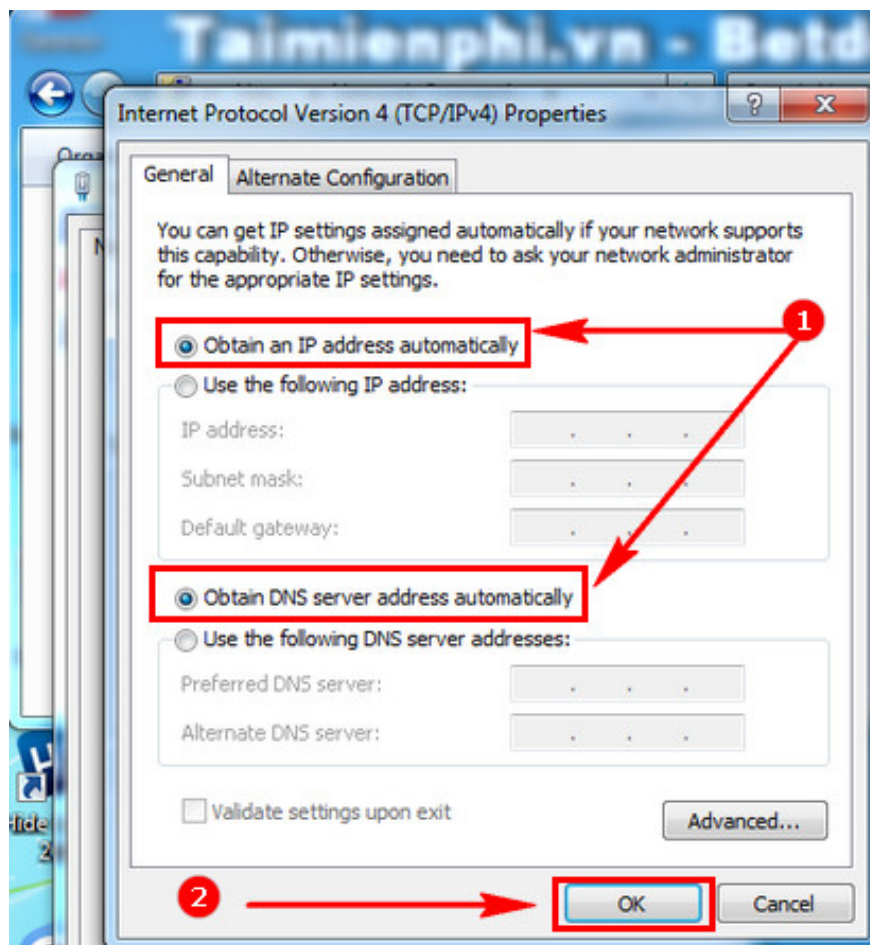 Taimienphi.vn - Betd
Internet Protocol Version 4 (TCP/IPv4) Properties
General
Alternate Configuration
You can get IP settings assigned automatically if your network supports
this capability. Otherwise, you need to ask your network administrator
for the appropriate IP settings.
1
Obtain an IP address automatically
Use the following IP address:
IP address:
Subnet mask:
Default gateway:
Obtain DNS server address automatically
Use the following DNS server addresses:
Preferred DNS server:
Alternate DNS server:
Validate settings upon exit
Advanced...
2
OK
Cancel